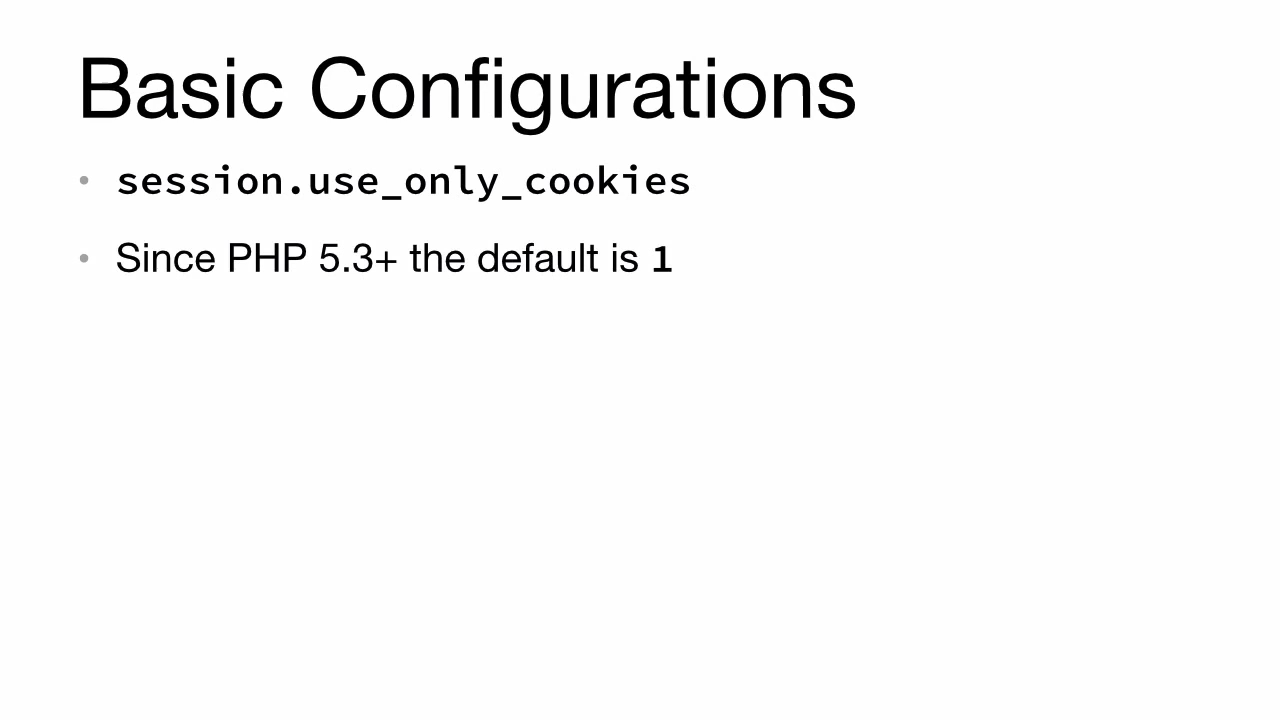 Basic Configurations
• session.use_only_cookies
• Since PHP 5.3+ the default is 1